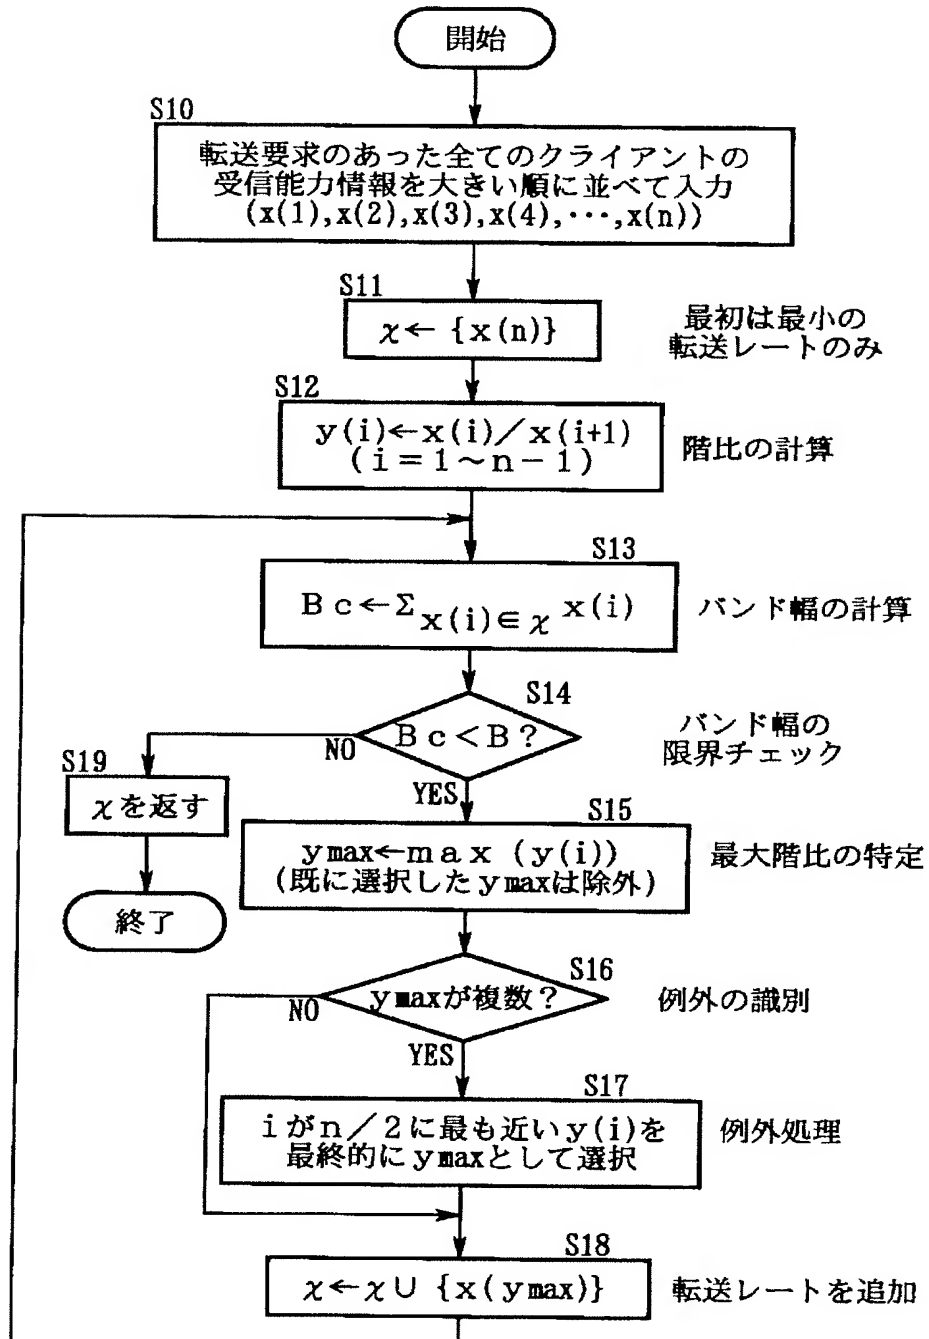 開始
S10
転送要求のあった全てのクライアントの
受信能力情報を大きい順に並べて入力
(x(1),x(2),x(3),x(4),･･･,x(n))
S11
χ← {x(n)}
最初は最小の
転送レートのみ
S12
y(i)←x(i)／x(i+1)
(i＝1～n－1)
階比の計算
S13
Bc←Σx(i)∈χ x(i)
バンド幅の計算
S14
Bc＜B？
バンド幅の
限界チェック
NO
YES
S19
χを返す
終了
S15
ymax←max (y(i))
(既に選択したymaxは除外)
最大階比の特定
S16
ymaxが複数？
例外の識別
NO
YES
S17
iがn／2に最も近いy(i)を
最終的にymaxとして選択
例外処理
S18
χ←χ∪ {x(ymax)}
転送レートを追加